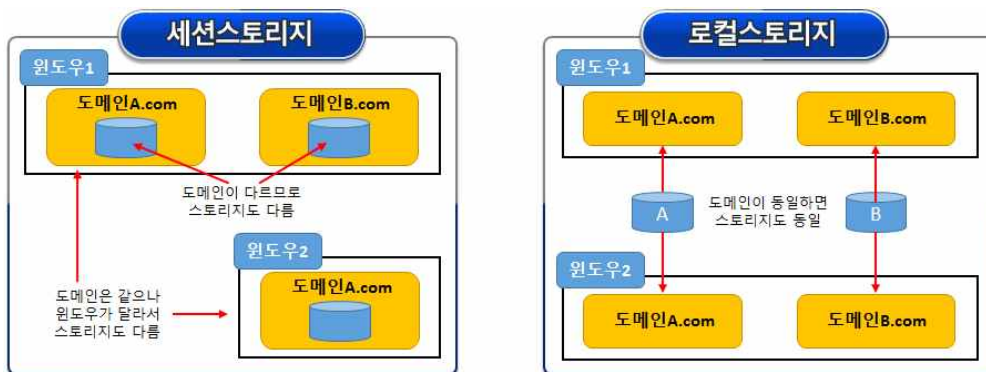 세션스토리지
윈도우1
도메인A.com
도메인B.com
도메인이 다르므로
스토리지도 다름
윈도우2
도메인A.com
도메인은 같으나
윈도우가 달라서
스토리지도 다름
로컬스토리지
윈도우1
도메인A.com
도메인B.com
A
도메인이 동일하면
스토리지도 동일
B
윈도우2
도메인A.com
도메인B.com